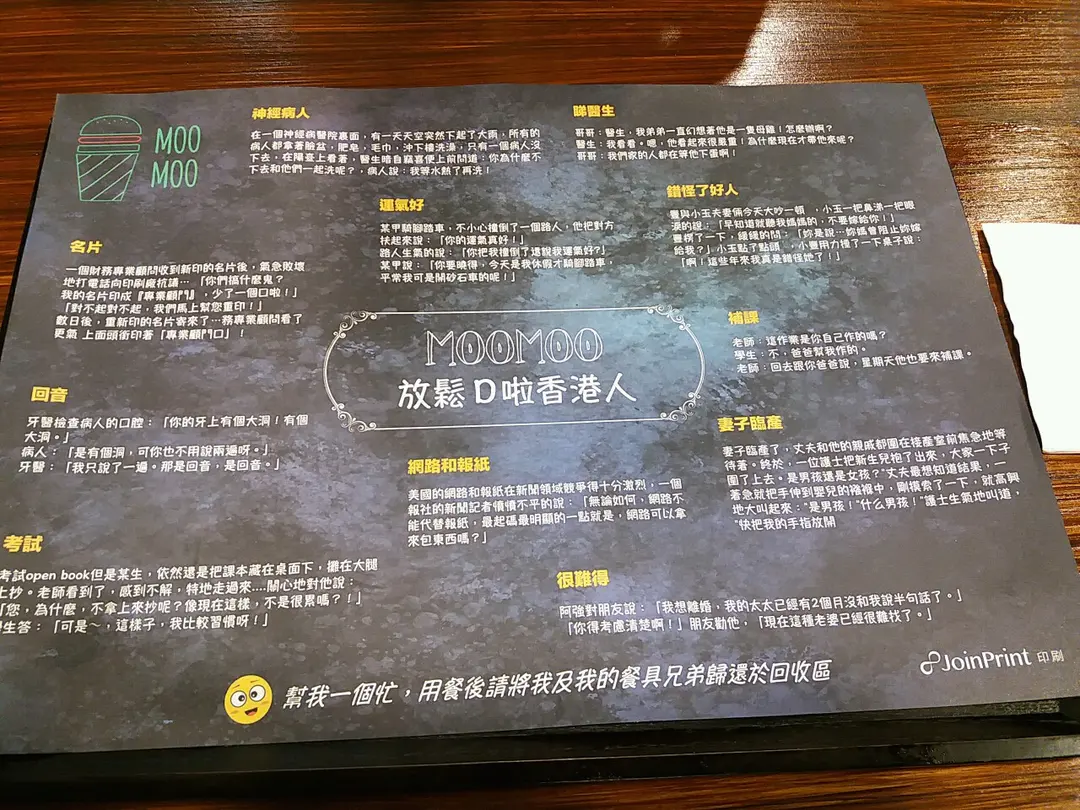 MOO
MOO
神經病人
在一個神經病醫院裏面，有一天天空突然下起了大雨，所有的
病人都拿著臉盆，肥皂，毛巾，沖下樓洗澡，只有一個病人沒
下去，在陽臺上看著，醫生暗自竊喜便上前問道：你為什麼不
下去和他們一起洗呢？，病人說：我等水熱了再洗！
睇醫生
哥哥：醫生，我弟弟一直幻想著他是一隻母雞！怎麼辦啊？
醫生：我看看。嗯，他看起來很嚴重！為什麼現在才帶他來呢？
哥哥：我們家的人都在等他下蛋啊！
運氣好
某甲騎腳踏車，不小心撞倒了一個路人，他把對方
扶起來說：「你的運氣真好！」
路人生氣的說：「你把我撞倒了還說我運氣好?」
某甲說：「你要曉得，今天是我休假才騎腳踏車，
平常我可是開砂石車的呢！」
錯怪了好人
豐與小玉夫妻倆今天大吵一頓 ，小玉一把鼻涕一把眼
淚的說：「早知道就聽我媽媽的，不要嫁給你！」
豐楞了一下，緩緩的問：「妳是說…妳媽曾阻止妳嫁
給我？」小玉點了點頭 ，小豐用力搥了一下桌子說：
「啊！這些年來我真是錯怪她了！」
名片
一個財務專業顧問收到新印的名片後，氣急敗壞
地打電話向印刷廠抗議…「你們搞什麼鬼？
我的名片印成『專業顧門』，少了一個口啦！」
「對不起對不起，我們馬上幫您重印！」
數日後，重新印的名片寄來了…務專業顧問看了
更氣 上面頭銜印著「專業顧門口」！
MOOMOO
放鬆D啦香港人
補課
老師：這作業是你自己作的嗎？
學生：不，爸爸幫我作的。
老師：回去跟你爸爸說，星期天他也要來補課。
回音
牙醫檢查病人的口腔：「你的牙上有個大洞！有個
大洞。」
病人：「是有個洞，可你也不用說兩遍呀。」
牙醫：「我只說了一遍。那是回音，是回音。」
網路和報紙
美國的網路和報紙在新聞領域競爭得十分激烈，一個
報社的新聞記者憤憤不平的說：「無論如何，網路不
能代替報紙，最起碼最明顯的一點就是，網路可以拿
來包東西嗎？」
妻子臨產
妻子臨產了，丈夫和他的親戚都圍在接產室前焦急地等
待著。終於，一位護士把新生兒抱了出來，大家一下子
圍了上去。是男孩還是女孩？"丈夫最想知道結果，一
著急就把手伸到嬰兒的襁褓中，剛摸索了一下，就高興
地大叫起來："是男孩！"什么男孩！"護士生氣地叫道，
"快把我的手指放開
考試
考試open book但是某生，依然還是把課本藏在桌面下，攤在大腿
上抄。老師看到了，感到不解，特地走過來....關心地對他說：
「您，為什麼，不拿上來抄呢？像現在這樣，不是很累嗎？！」
學生答：「可是～，這樣子，我比較習慣呀！」
很難得
阿強對朋友說：「我想離婚，我的太太已經有2個月沒和我說半句話了。」
「你得考慮清楚啊！」朋友勸他，「現在這種老婆已經很難找了。」
JoinPrint 印刷
幫我一個忙，用餐後請將我及我的餐具兄弟歸還於回收區